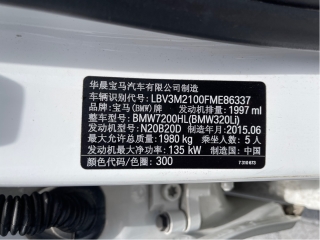 华晨宝马汽车有限公司制造
车辆识别代号: LBV3M2100FME86337
品牌: 宝马(BMW)牌 发动机排量: 1997 ml
整车型号: BMW7200HL(BMW320Li)
发动机型号: N20B20D 制造年月: 2015.06
最大允许总质量: 1980 kg 乘坐人数: 5 人
发动机最大净功率: 135 kW 制造国: 中国
颜色代码/色章: 300
7 310 873